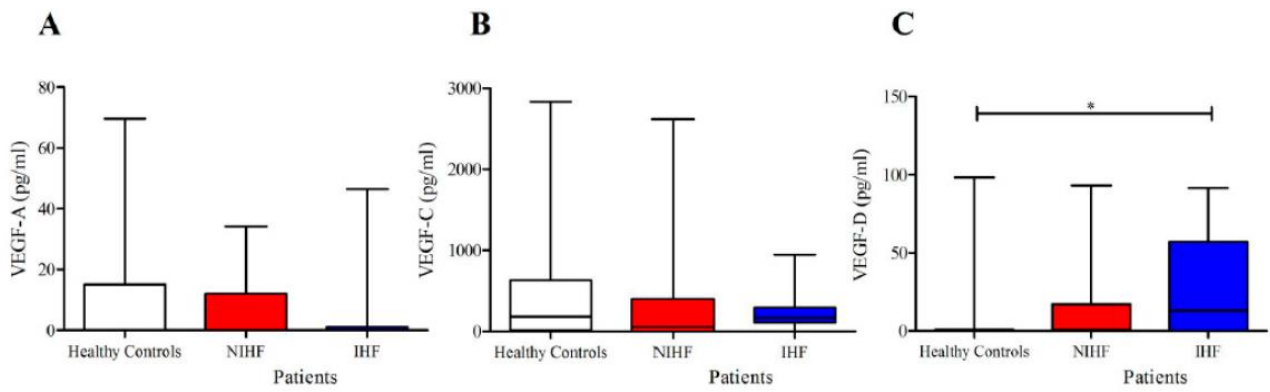 A
VEGF-A (pg/ml)
80
60
40
20
0
Healthy Controls NIHF IHF
Patients
B
VEGF-C (pg/ml)
3000
2000
1000
0
Healthy Controls NIHF IHF
Patients
C
VEGF-D (pg/ml)
150
100
50
0
*
Healthy Controls NIHF IHF
Patients